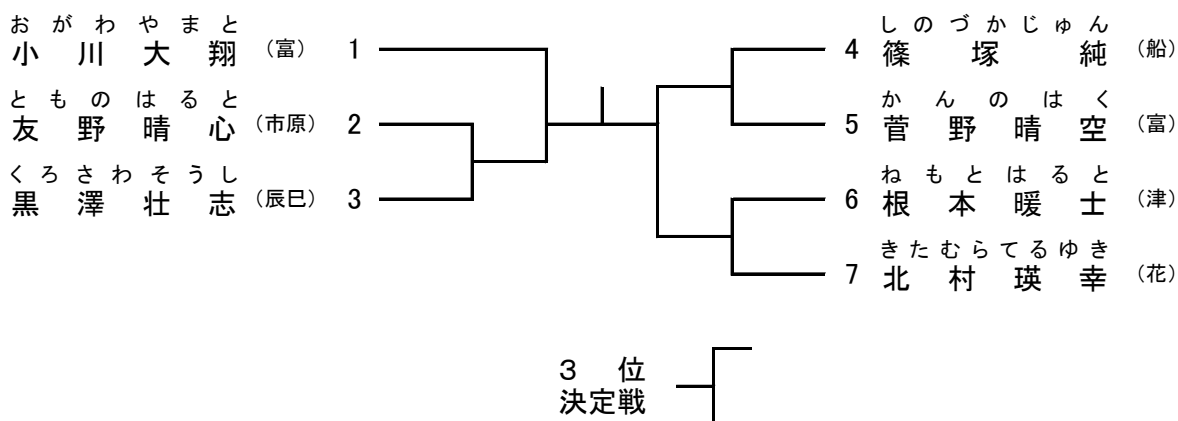 おがわやまと
小川大翔 (富) 1
とものはると
友野晴心 (市原) 2
くろさわそうし
黒澤壮志 (辰巳) 3
しのづかじゅん
4 篠塚純 (船)
かんのはく
5 菅野晴空 (富)
ねもとはると
6 根本暖士 (津)
きたむらてるゆき
7 北村瑛幸 (花)
3位
決定戦